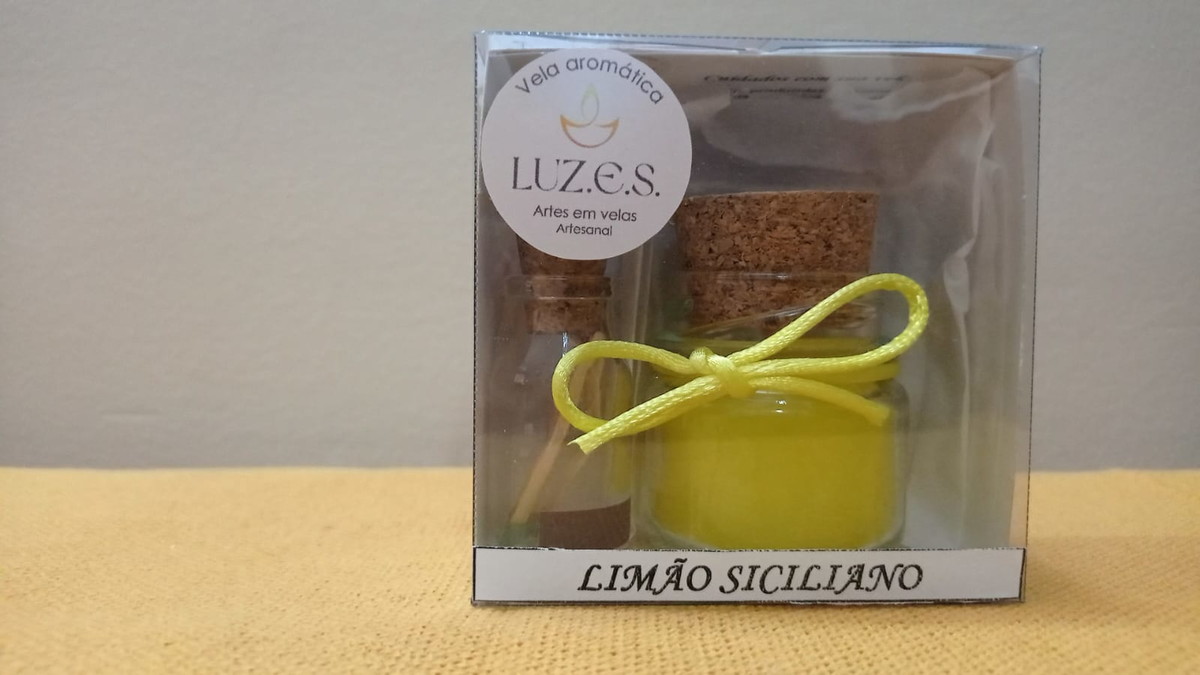 Vela aromática
LUZ.E.S.
Artes em velas
Artesanal
LIMÃO SICILIANO